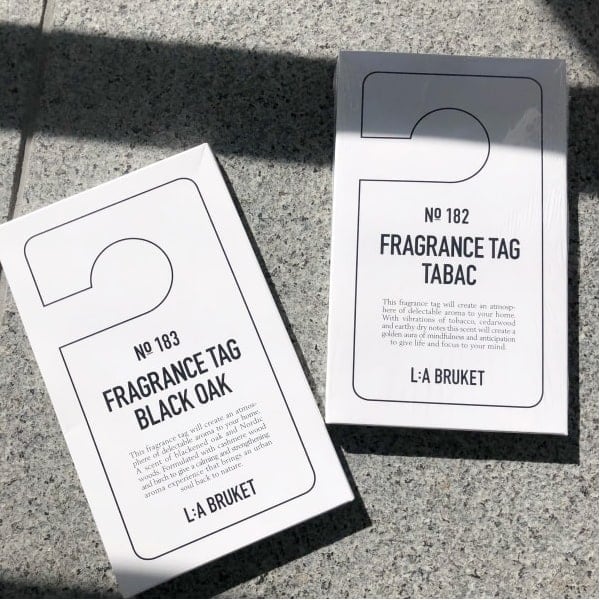 Nº 183
FRAGRANCE TAG
BLACK OAK
This fragrance tag will create an atmos-
phere of delectable aroma to your home.
A scent of blackened oak and Nordic
woods. Formulated with cashmere wood
and birch to give a calming and strengthening
aroma experience that brings an urban
soul back to nature.
L:A BRUKET
Nº 182
FRAGRANCE TAG
TABAC
This fragrance tag will create an atmosp-
here of delectable aroma to your home.
With vibrations of tobacco, cedarwood
and earthy dry notes this scent will create a
golden aura of mindfulness and anticipation
to give life and focus to your mind.
L:A BRUKET